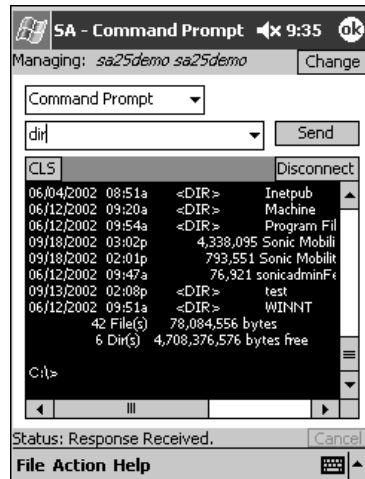 SA - Command Prompt 9:35 ok
Managing: sa25demo sa25demo Change
Command Prompt
dir Send
CLS Disconnect
06/04/2002 08:51a <DIR> Inetpub
06/12/2002 09:20a <DIR> Machine
06/12/2002 09:54a <DIR> Program Fil
09/18/2002 03:02p 4,338,095 Sonic Mobili
09/18/2002 02:01p 793,551 Sonic Mobilit
06/12/2002 09:47a 76,921 sonicadminFe
09/13/2002 02:08p <DIR> test
06/12/2002 09:51a <DIR> WINNT
42 File(s) 78,084,556 bytes
6 Dir(s) 4,708,376,576 bytes free
C:\>
Status: Response Received. Cancel
File Action Help